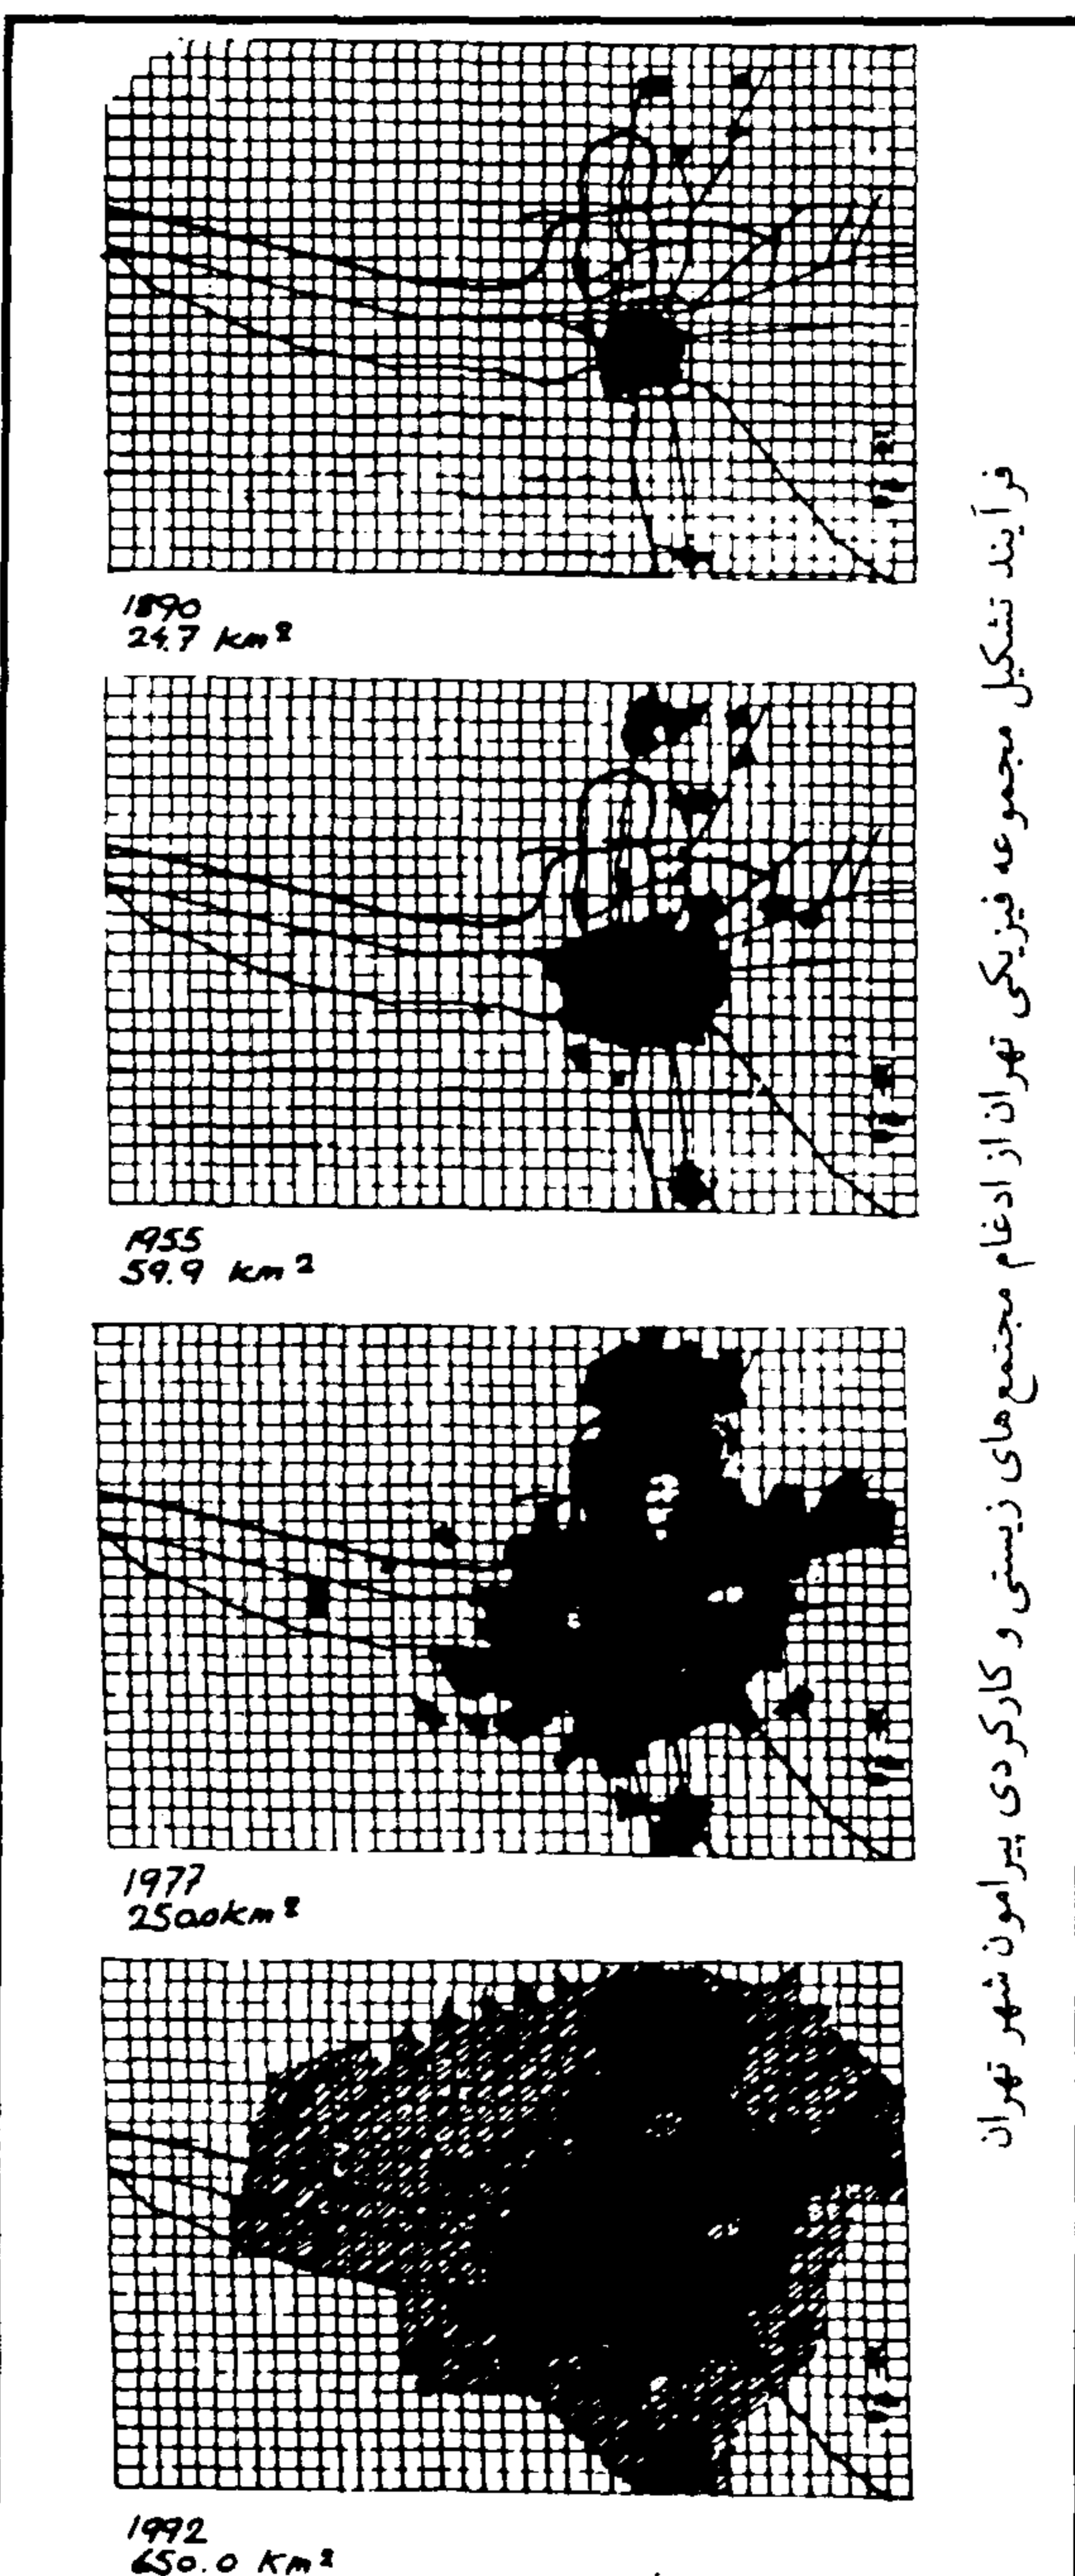 فرآیند تشکیل مجموعه فیزیکی تهران از ادغام مجتمع‌های زیستی و کارکردی پیرامون شهر تهران
1890
24.7 km²
1955
59.9 km²
1977
250.0 km²
1992
650.0 Km²